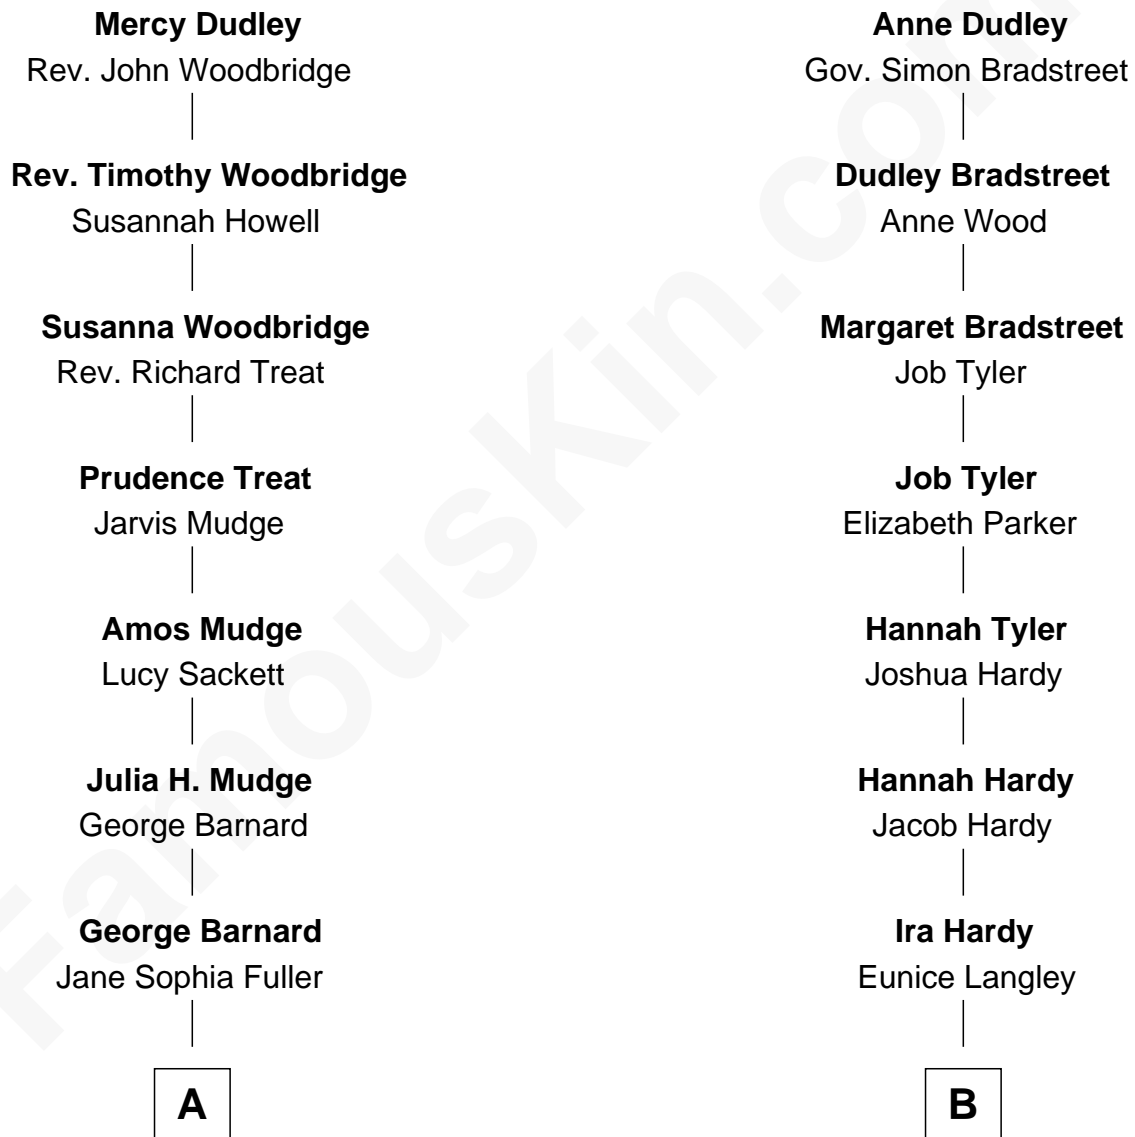 Mercy Dudley
Rev. John Woodbridge
Rev. Timothy Woodbridge
Susannah Howell
Susanna Woodbridge
Rev. Richard Treat
Prudence Treat
Jarvis Mudge
Amos Mudge
Lucy Sackett
Julia H. Mudge
George Barnard
George Barnard
Jane Sophia Fuller
A
Anne Dudley
Gov. Simon Bradstreet
Dudley Bradstreet
Anne Wood
Margaret Bradstreet
Job Tyler
Job Tyler
Elizabeth Parker
Hannah Tyler
Joshua Hardy
Hannah Hardy
Jacob Hardy
Ira Hardy
Eunice Langley
B
FamousKin.com